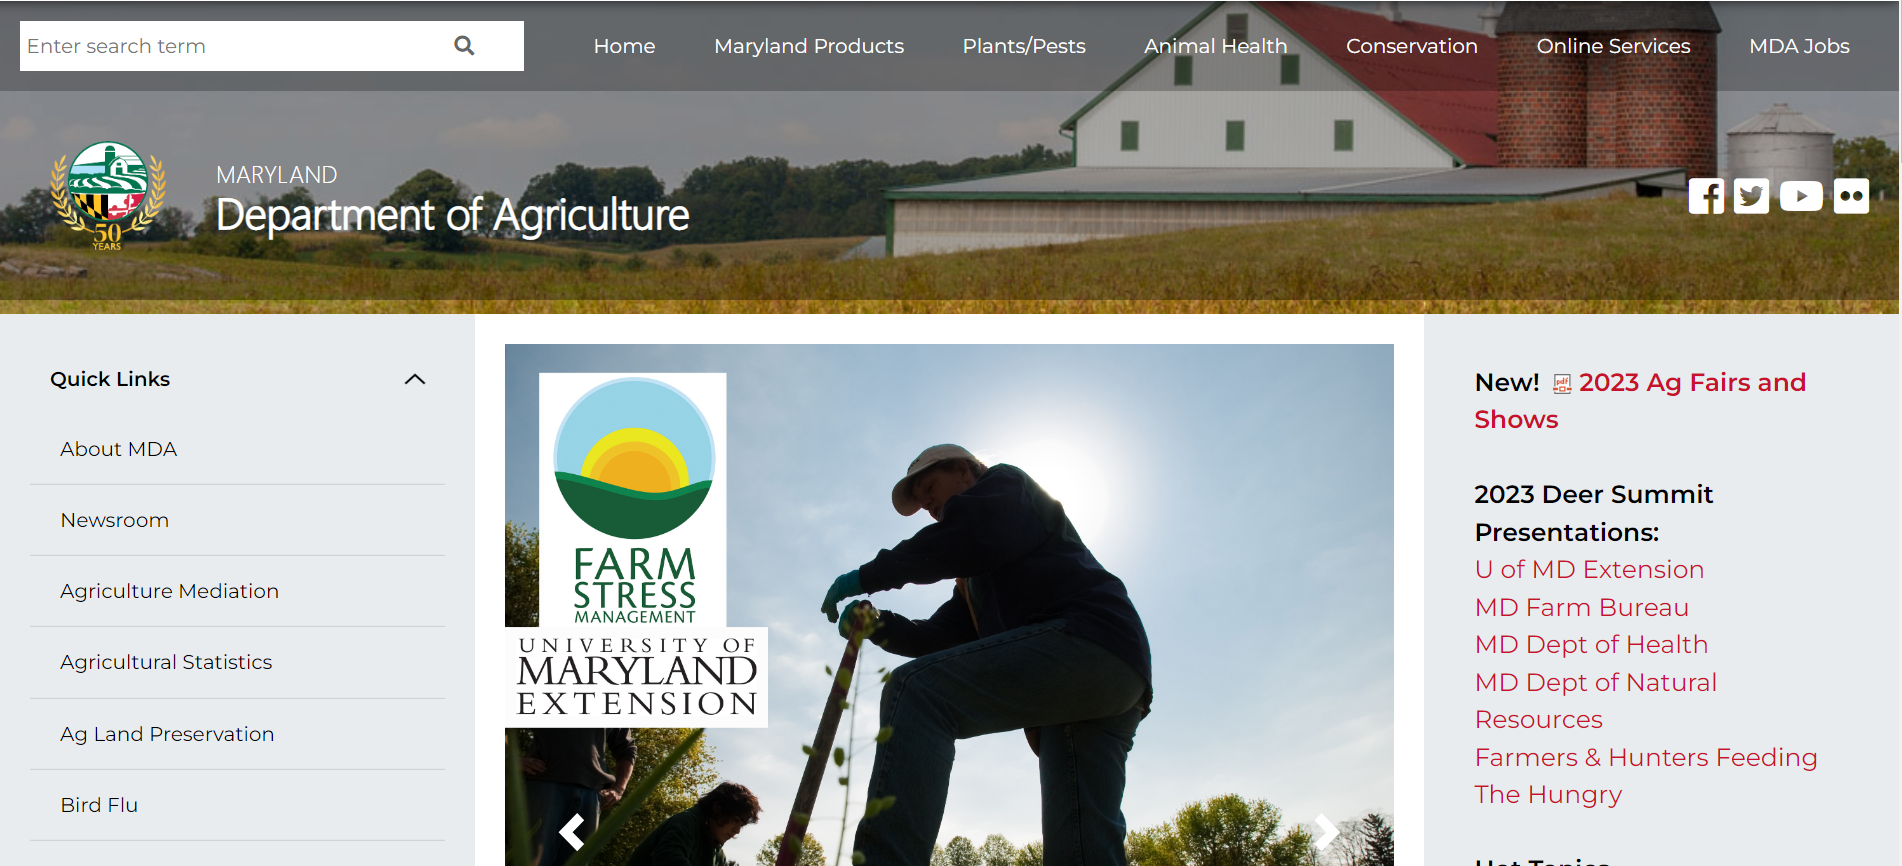 Enter search term
Home
Maryland Products
Plants/Pests
Animal Health
Conservation
Online Services
MDA Jobs
50
YEARS
MARYLAND
Department of Agriculture
Quick Links
About MDA
Newsroom
Agriculture Mediation
Agricultural Statistics
Ag Land Preservation
Bird Flu
FARM
STRESS
MANAGEMENT
UNIVERSITY OF
MARYLAND
EXTENSION
New! pdf 2023 Ag Fairs and
Shows
2023 Deer Summit
Presentations:
U of MD Extension
MD Farm Bureau
MD Dept of Health
MD Dept of Natural
Resources
Farmers & Hunters Feeding
The Hungry
Hot Topics